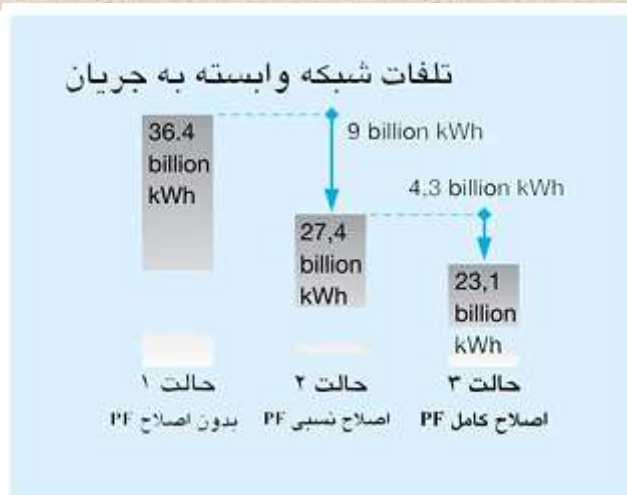 تلفات شبکه وابسته به جریان
36.4
billion
kWh
9 billion kWh
4,3 billion kWh
27,4
billion
kWh
23,1
billion
kWh
حالت ۱
بدون اصلاح PF
حالت ۲
اصلاح نسبی PF
حالت ۳
اصلاح کامل PF